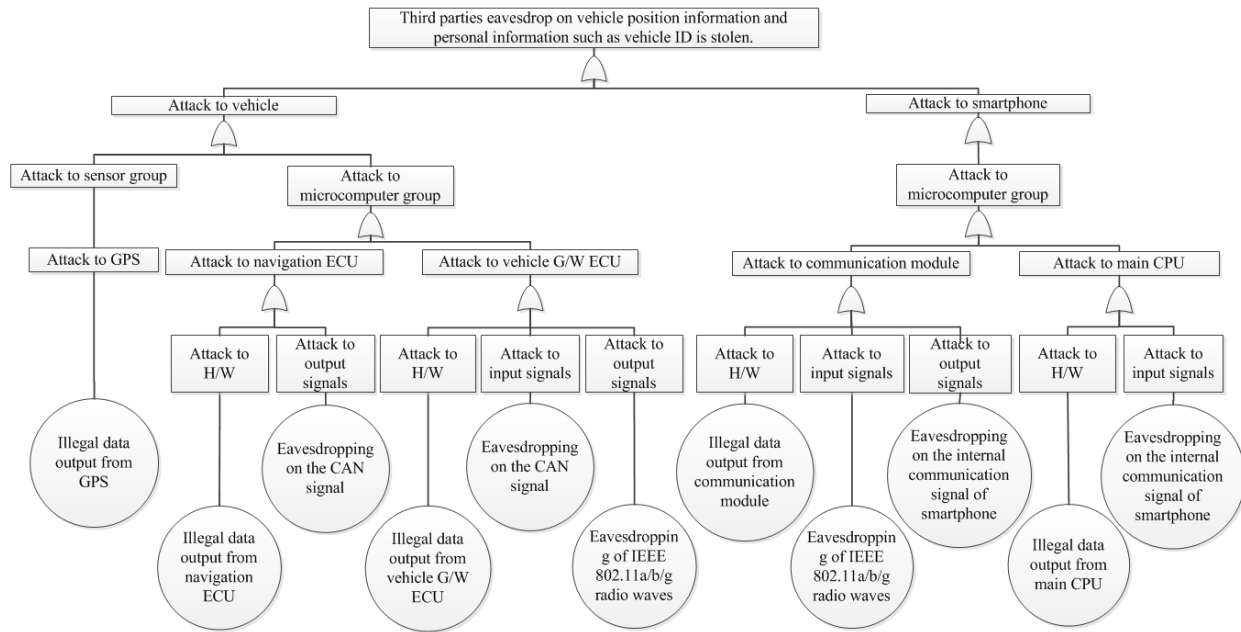 Third parties eavesdrop on vehicle position information and
personal information such as vehicle ID is stolen.
Attack to vehicle
Attack to smartphone
Attack to sensor group
Attack to
microcomputer group
Attack to
microcomputer group
Attack to GPS
Attack to navigation ECU
Attack to vehicle G/W ECU
Attack to communication module
Attack to main CPU
Attack to
H/W
Attack to
output
signals
Attack to
H/W
Attack to
input signals
Attack to
output
signals
Attack to
H/W
Attack to
input signals
Attack to
output
signals
Attack to
H/W
Attack to
input signals
Illegal data
output from
GPS
Eavesdropping
on the CAN
signal
Eavesdropping
on the CAN
signal
Illegal data
output from
communication
module
Eavesdropping
on the internal
communication
signal of
smartphone
Eavesdropping
on the internal
communication
signal of
smartphone
Illegal data
output from
navigation
ECU
Illegal data
output from
vehicle G/W
ECU
Eavesdroppin
g of IEEE
802.11a/b/g
radio waves
Eavesdroppin
g of IEEE
802.11a/b/g
radio waves
Illegal data
output from
main CPU